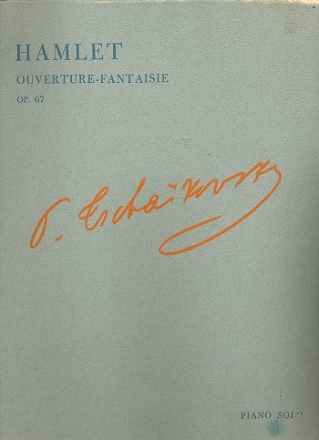 HAMLET
OUVERTURE-FANTAISIE
OP. 67
P. Tschaïkovsky
PIANO SOLO